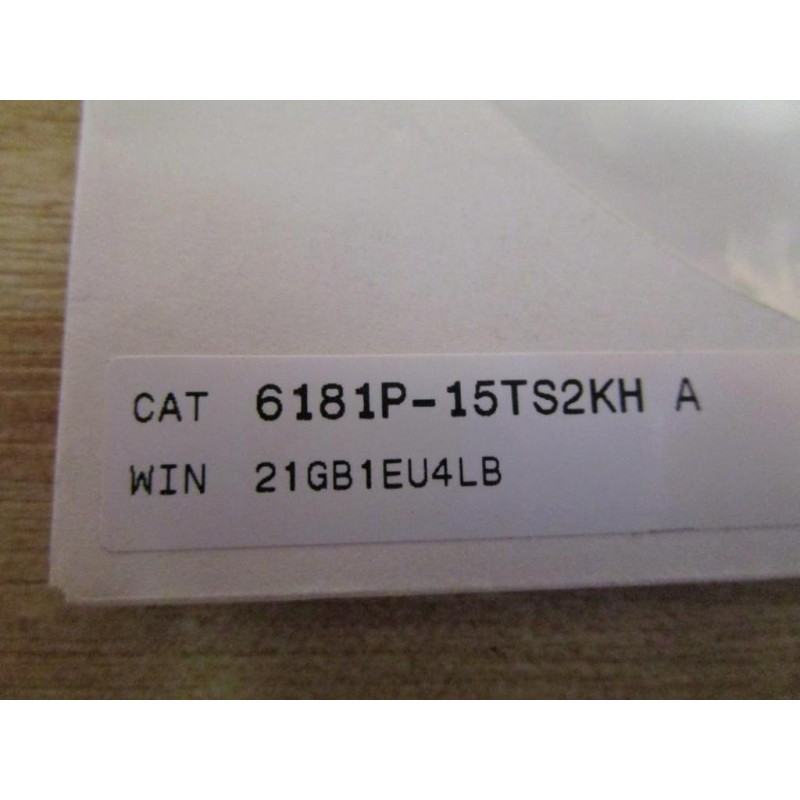 CAT 6181P-15TS2KH A
WIN 21GB1EU4LB